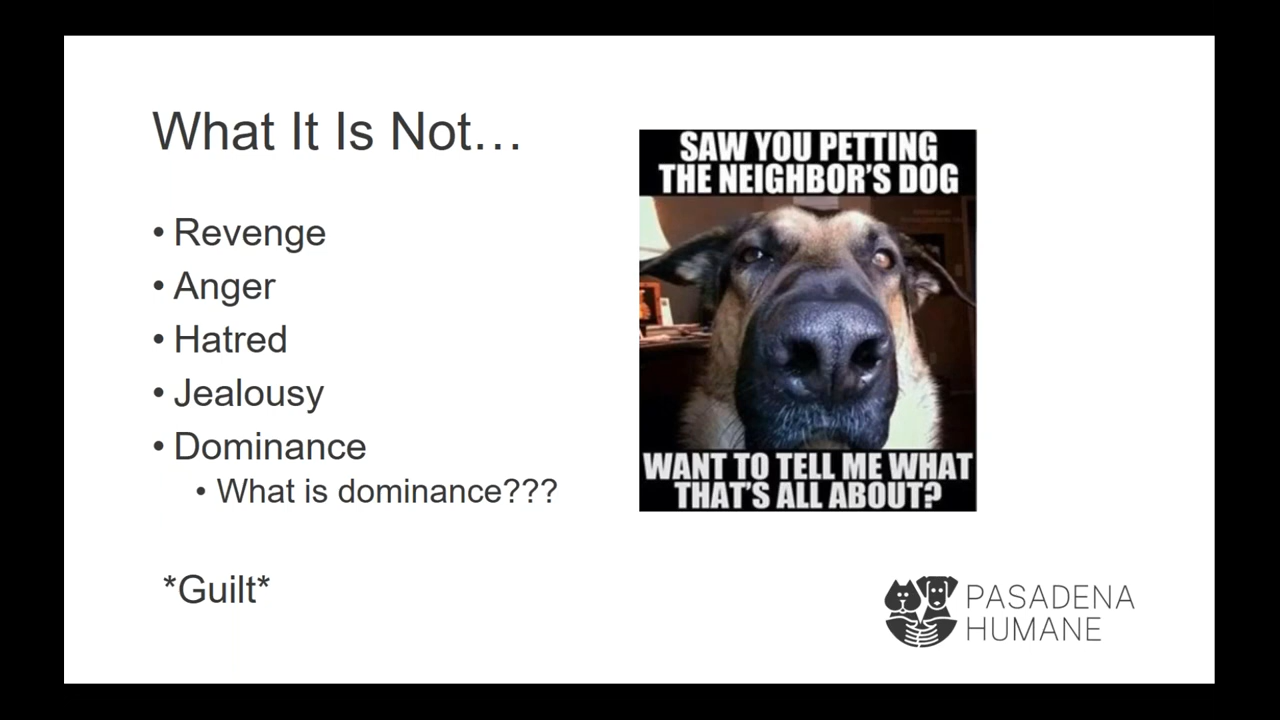 What It Is Not…
• Revenge
• Anger
• Hatred
• Jealousy
• Dominance
• What is dominance???
*Guilt*
SAW YOU PETTING
THE NEIGHBOR'S DOG
WANT TO TELL ME WHAT
THAT'S ALL ABOUT?
PASADENA
HUMANE